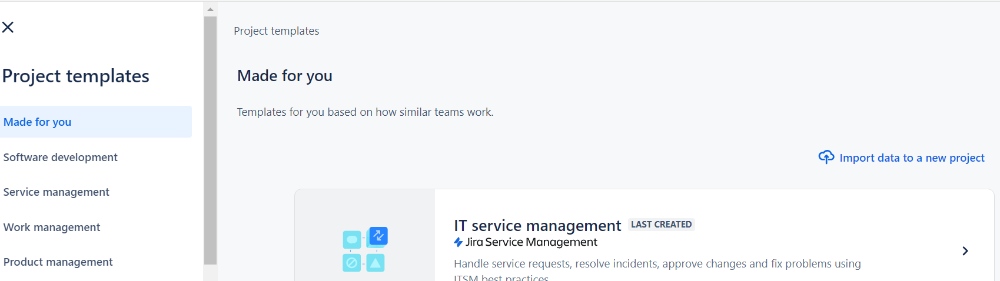 Project templates
Made for you
Software development
Service management
Work management
Product management
Project templates
Made for you
Templates for you based on how similar teams work.
Import data to a new project
IT service management LAST CREATED
Jira Service Management
Handle service requests, resolve incidents, approve changes and fix problems using
ITSM best practices